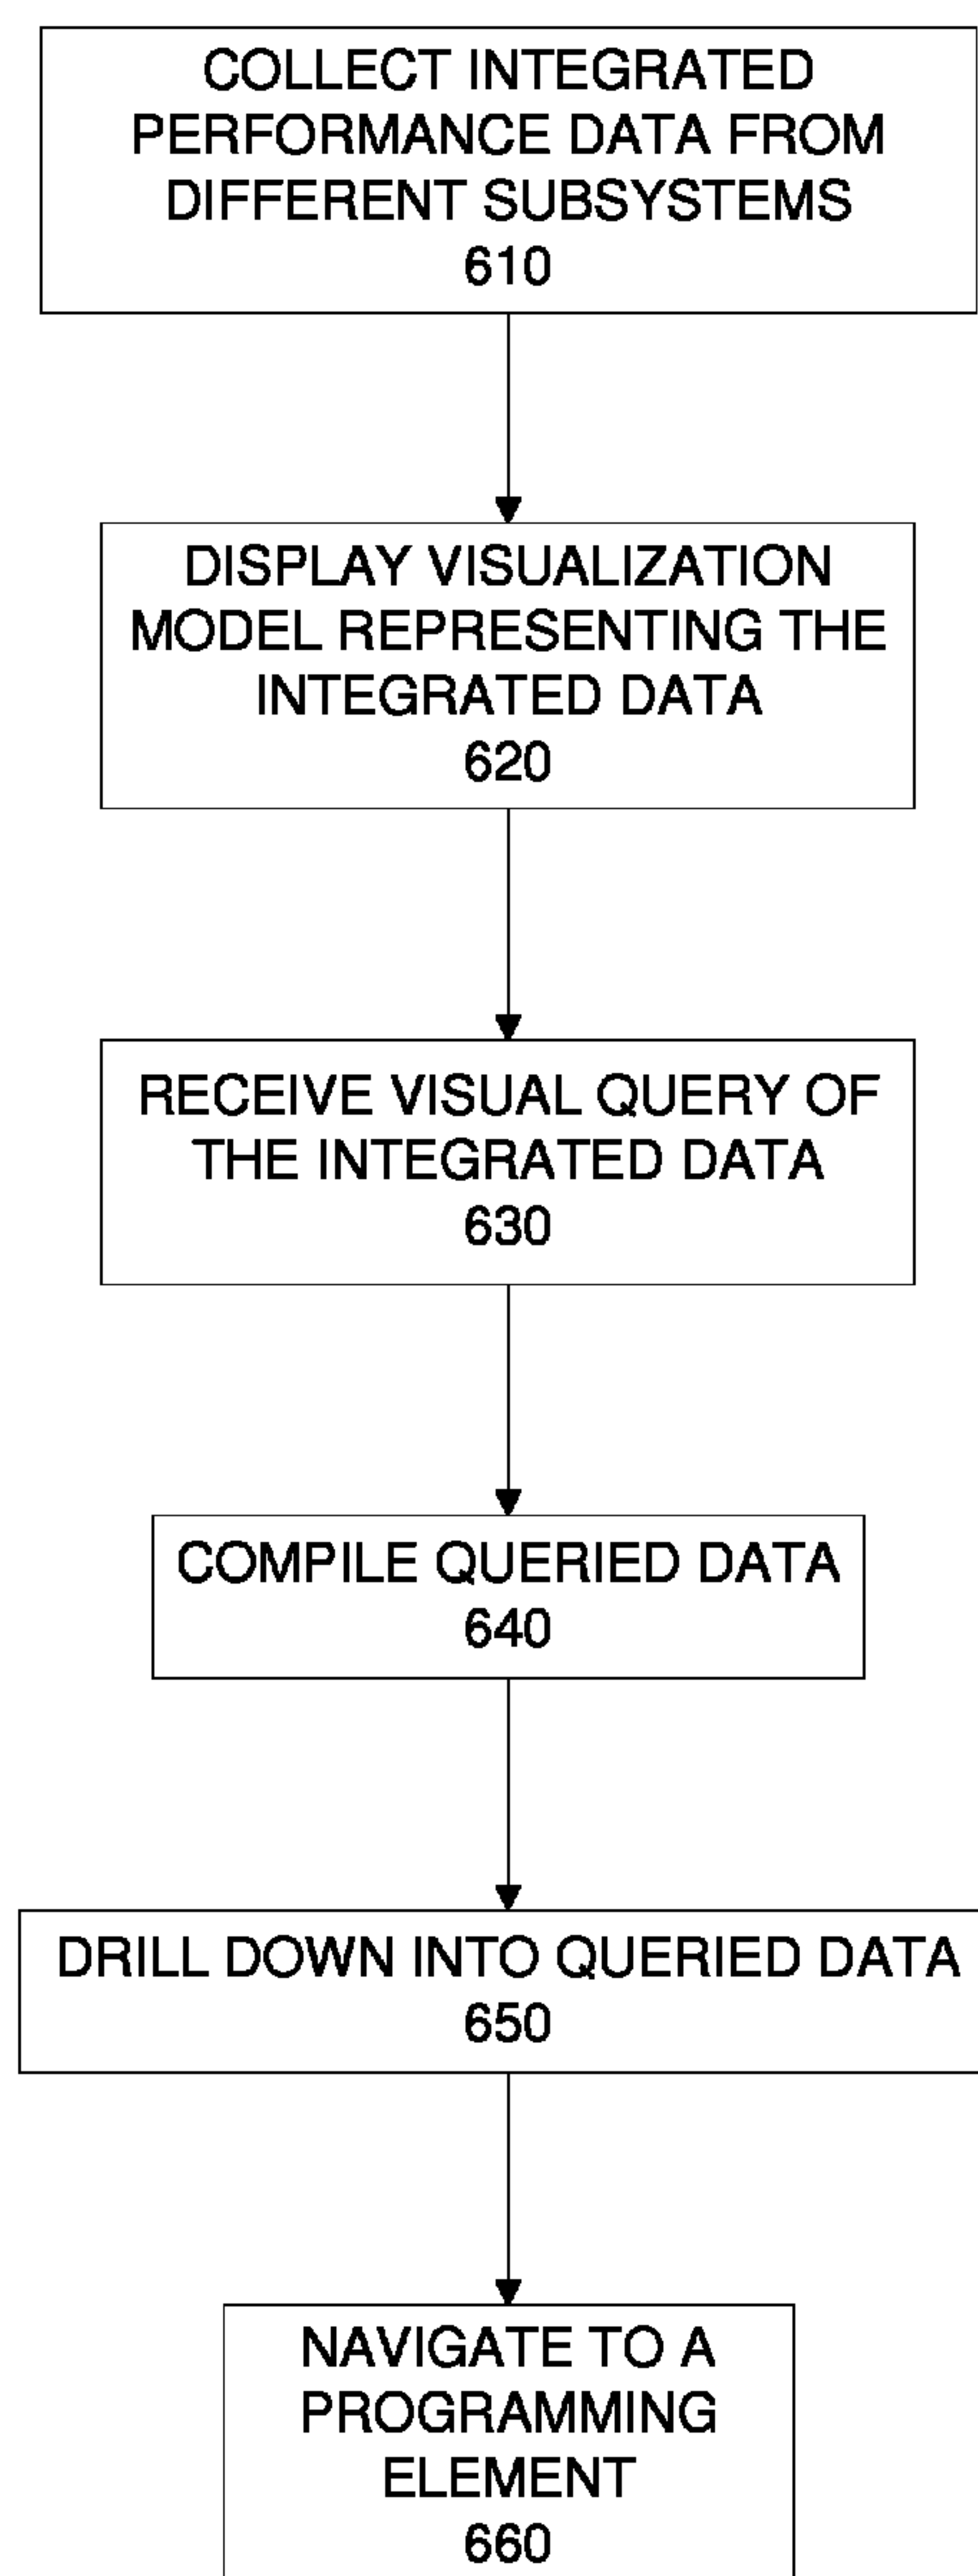 COLLECT INTEGRATED
PERFORMANCE DATA FROM
DIFFERENT SUBSYSTEMS
610
DISPLAY VISUALIZATION
MODEL REPRESENTING THE
INTEGRATED DATA
620
RECEIVE VISUAL QUERY OF
THE INTEGRATED DATA
630
COMPILE QUERIED DATA
640
DRILL DOWN INTO QUERIED DATA
650
NAVIGATE TO A
PROGRAMMING
ELEMENT
660